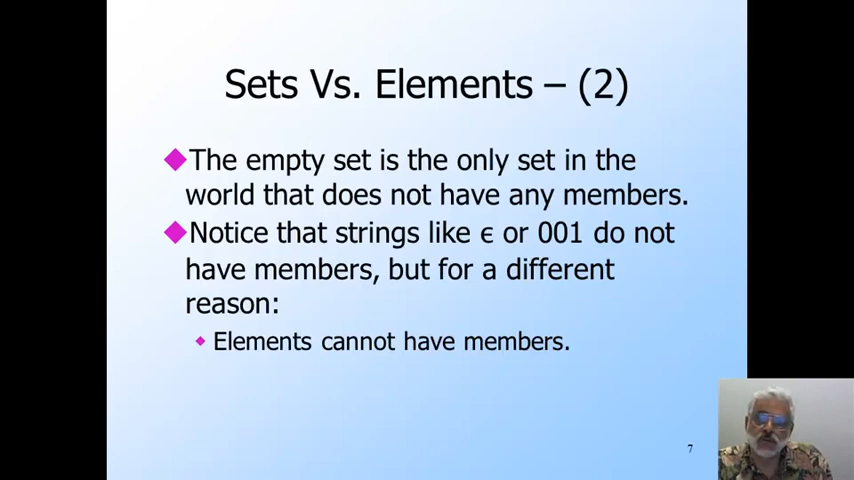 Sets Vs. Elements – (2)
The empty set is the only set in the
world that does not have any members.
Notice that strings like ϵ or 001 do not
have members, but for a different
reason:
Elements cannot have members.
7